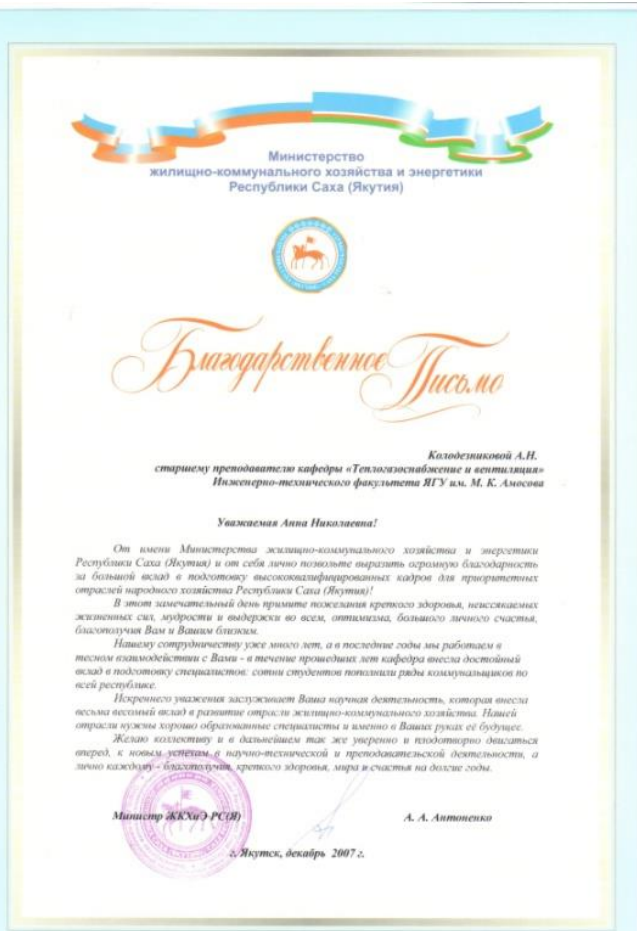 Министерство
жилищно-коммунального хозяйства и энергетики
Республики Саха (Якутия)
Благодарственное Письмо
Колодезниковой А.Н.
старшему преподавателю кафедры «Теплогазоснабжение и вентиляция»
Инженерно-технического факультета ЯГУ им. М. К. Амосова
Уважаемая Анна Николаевна!
От имени Министерства жилищно-коммунального хозяйства и энергетики
Республики Саха (Якутия) и от себя лично позвольте выразить огромную благодарность
за большой вклад в подготовку высококвалифицированных кадров для приоритетных
отраслей народного хозяйства Республики Саха (Якутия)!
В этот замечательный день примите пожелания крепкого здоровья, неиссякаемых
жизненных сил, мудрости и выдержки во всем, оптимизма, большого личного счастья,
благополучия Вам и Вашим близким.
Нашему сотрудничеству уже много лет, а в последние годы мы работаем в
тесном взаимодействии с Вами - в течение прошедших лет кафедра внесла достойный
вклад в подготовку специалистов: сотни студентов пополнили ряды коммунальщиков по
всей республике.
Искреннего уважения заслуживает Ваша научная деятельность, которая внесла
весьма весомый вклад в развитие отрасли жилищно-коммунального хозяйства. Нашей
отрасли нужны хорошо образованные специалисты и именно в Ваших руках её будущее.
Желаю коллективу и в дальнейшем так же уверенно и плодотворно двигаться
вперед, к новым успехам в научно-технической и преподавательской деятельности, а
лично каждому - благополучия, крепкого здоровья, мира и счастья на долгие годы.
Министр ЖКХиЭ РС(Я) А. А. Антоненко
г. Якутск, декабрь 2007 г.